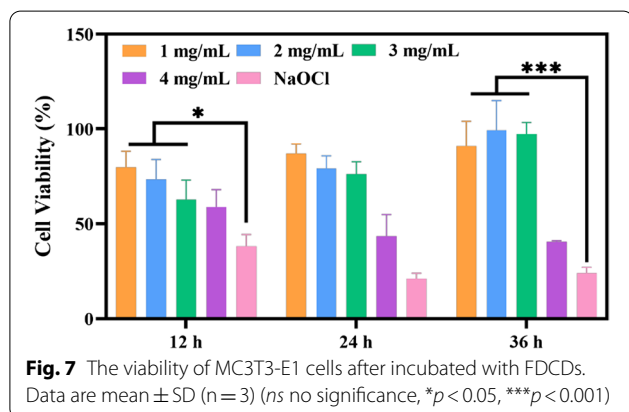 150
1 mg/mL 2 mg/mL 3 mg/mL
4 mg/mL NaOCl
***
*
100
50
0
Cell Viability (%)
12 h 24 h 36 h
Fig. 7 The viability of MC3T3-E1 cells after incubated with FDCDs.
Data are mean ± SD (n = 3) (ns no significance, *p < 0.05, ***p < 0.001)